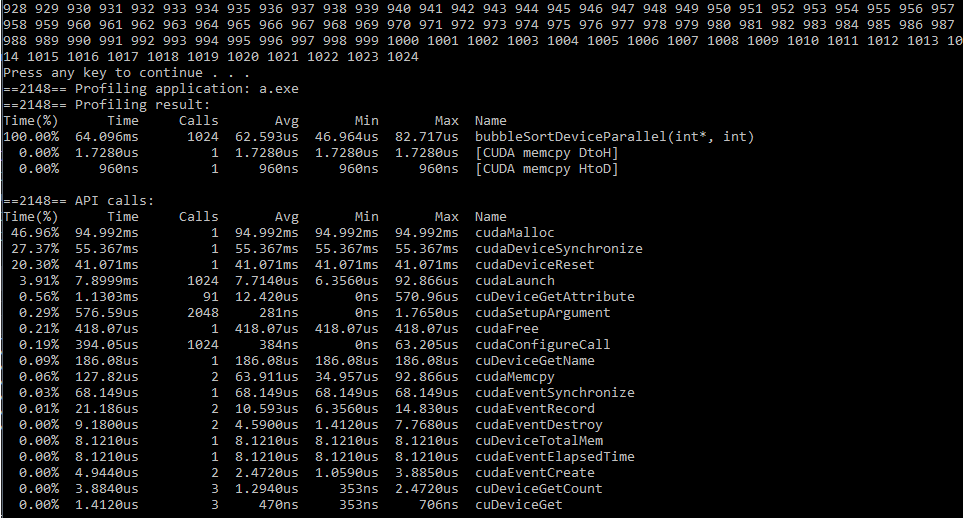 928 929 930 931 932 933 934 935 936 937 938 939 940 941 942 943 944 945 946 947 948 949 950 951 952 953 954 955 956 957
958 959 960 961 962 963 964 965 966 967 968 969 970 971 972 973 974 975 976 977 978 979 980 981 982 983 984 985 986 987
988 989 990 991 992 993 994 995 996 997 998 999 1000 1001 1002 1003 1004 1005 1006 1007 1008 1009 1010 1011 1012 1013 10
14 1015 1016 1017 1018 1019 1020 1021 1022 1023 1024
Press any key to continue . . .
==2148== Profiling application: a.exe
==2148== Profiling result:
Time(%) Time Calls Avg Min Max Name
100.00% 64.096ms 1024 62.593us 46.964us 82.717us bubbleSortDeviceParallel(int*, int)
0.00% 1.7280us 1 1.7280us 1.7280us 1.7280us [CUDA memcpy DtoH]
0.00% 960ns 1 960ns 960ns 960ns [CUDA memcpy HtoD]
==2148== API calls:
Time(%) Time Calls Avg Min Max Name
46.96% 94.992ms 1 94.992ms 94.992ms 94.992ms cudaMalloc
27.37% 55.367ms 1 55.367ms 55.367ms 55.367ms cudaDeviceSynchronize
20.30% 41.071ms 1 41.071ms 41.071ms 41.071ms cudaDeviceReset
3.91% 7.8999ms 1024 7.7140us 6.3560us 92.866us cudaLaunch
0.56% 1.1303ms 91 12.420us 0ns 570.96us cuDeviceGetAttribute
0.29% 576.59us 2048 281ns 0ns 1.7650us cudaSetupArgument
0.21% 418.07us 1 418.07us 418.07us 418.07us cudaFree
0.19% 394.05us 1024 384ns 0ns 63.205us cudaConfigureCall
0.09% 186.08us 1 186.08us 186.08us 186.08us cuDeviceGetName
0.06% 127.82us 2 63.911us 34.957us 92.866us cudaMemcpy
0.03% 68.149us 1 68.149us 68.149us 68.149us cudaEventSynchronize
0.01% 21.186us 2 10.593us 6.3560us 14.830us cudaEventRecord
0.00% 9.1800us 2 4.5900us 1.4120us 7.7680us cudaEventDestroy
0.00% 8.1210us 1 8.1210us 8.1210us 8.1210us cuDeviceTotalMem
0.00% 8.1210us 1 8.1210us 8.1210us 8.1210us cudaEventElapsedTime
0.00% 4.9440us 2 2.4720us 1.0590us 3.8850us cudaEventCreate
0.00% 3.8840us 3 1.2940us 353ns 2.4720us cuDeviceGetCount
0.00% 1.4120us 3 470ns 353ns 706ns cuDeviceGet